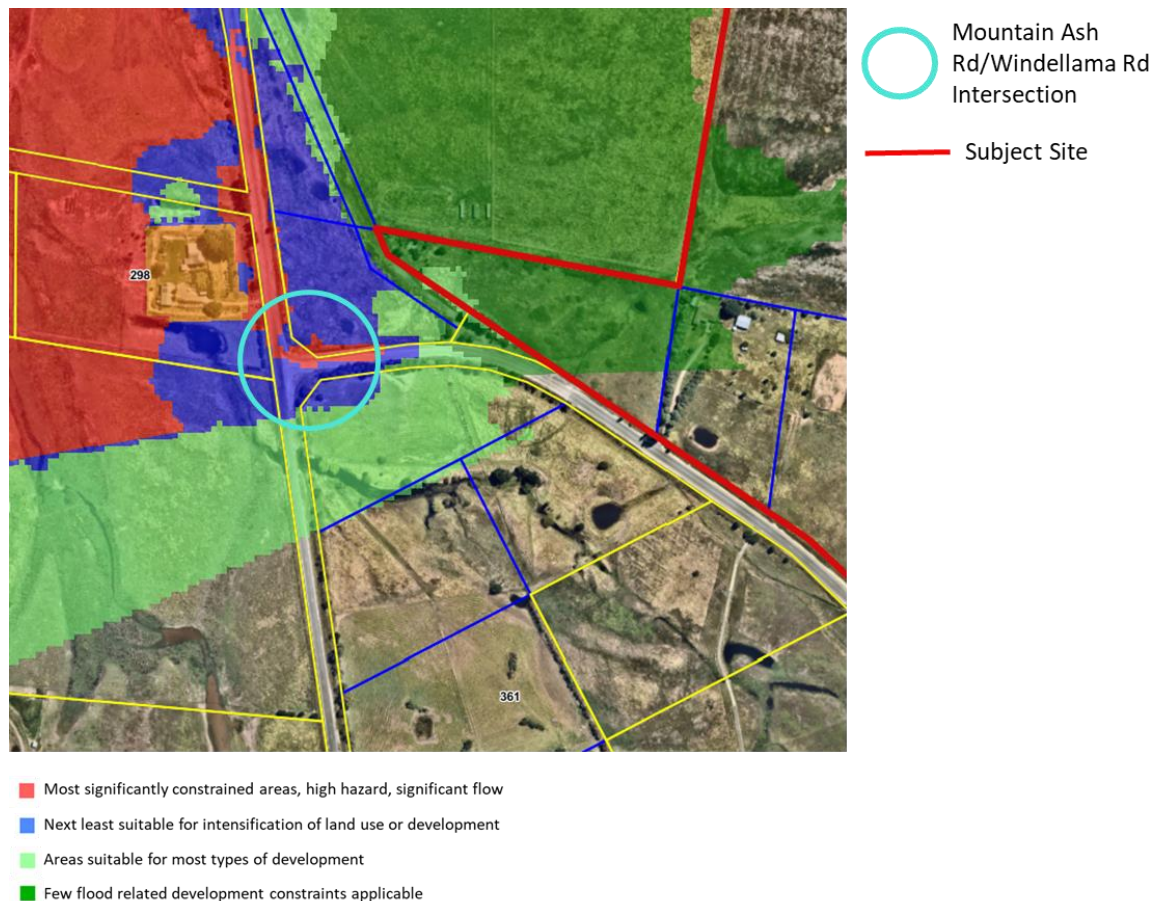 Mountain Ash
Rd/Windellama Rd
Intersection
Subject Site
298
361
Most significantly constrained areas, high hazard, significant flow
Next least suitable for intensification of land use or development
Areas suitable for most types of development
Few flood related development constraints applicable